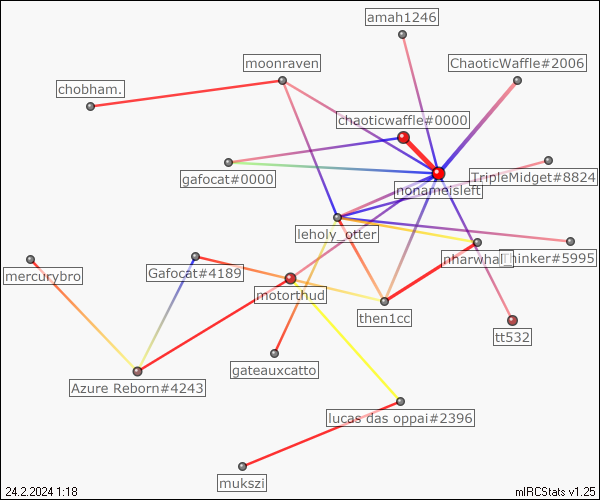 amah1246
moonraven
ChaoticWaffle#2006
chobham.
chaoticwaffle#0000
gafocat#0000
TripleMidget#8824
nonameisleft
leholy_otter
nharwhal
Thinker#5995
mercurybro
Gafocat#4189
motorthud
then1cc
tt532
gateauxcatto
Azure Reborn#4243
lucas das oppai#2396
mukszi
24.2.2024 1:18
mIRCStats v1.25